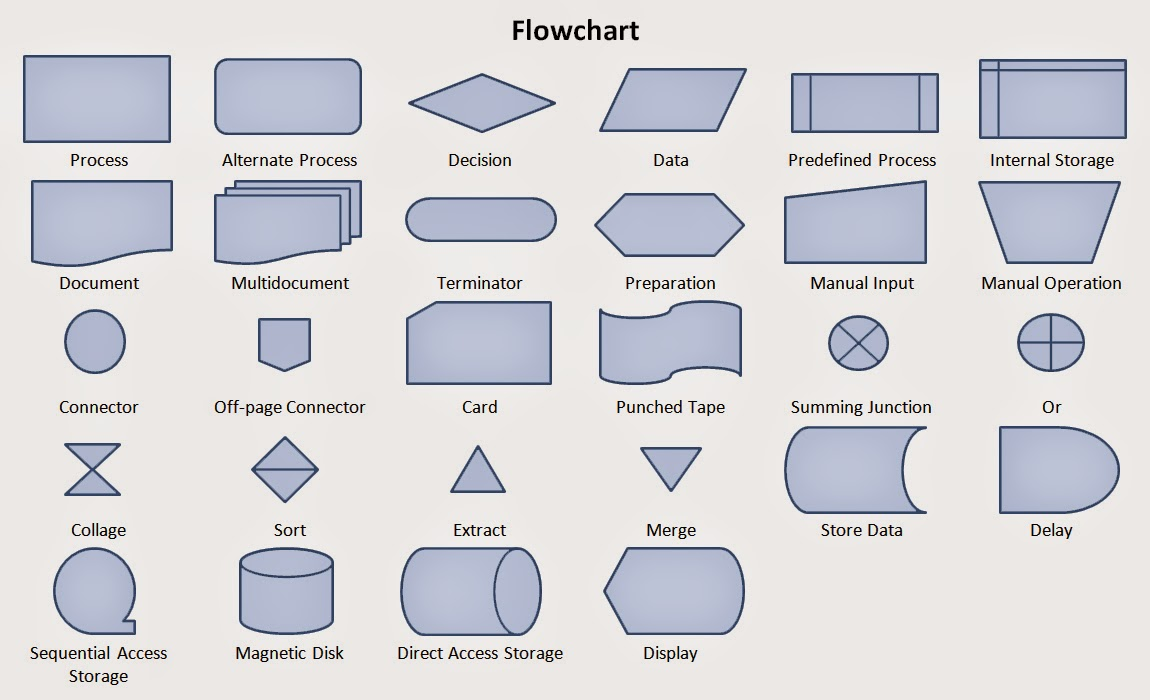 Flowchart
Process
Alternate Process
Decision
Data
Predefined Process
Internal Storage
Document
Multidocument
Terminator
Preparation
Manual Input
Manual Operation
Connector
Off-page Connector
Card
Punched Tape
Summing Junction
Or
Collage
Sort
Extract
Merge
Store Data
Delay
Sequential Access
Storage
Magnetic Disk
Direct Access Storage
Display